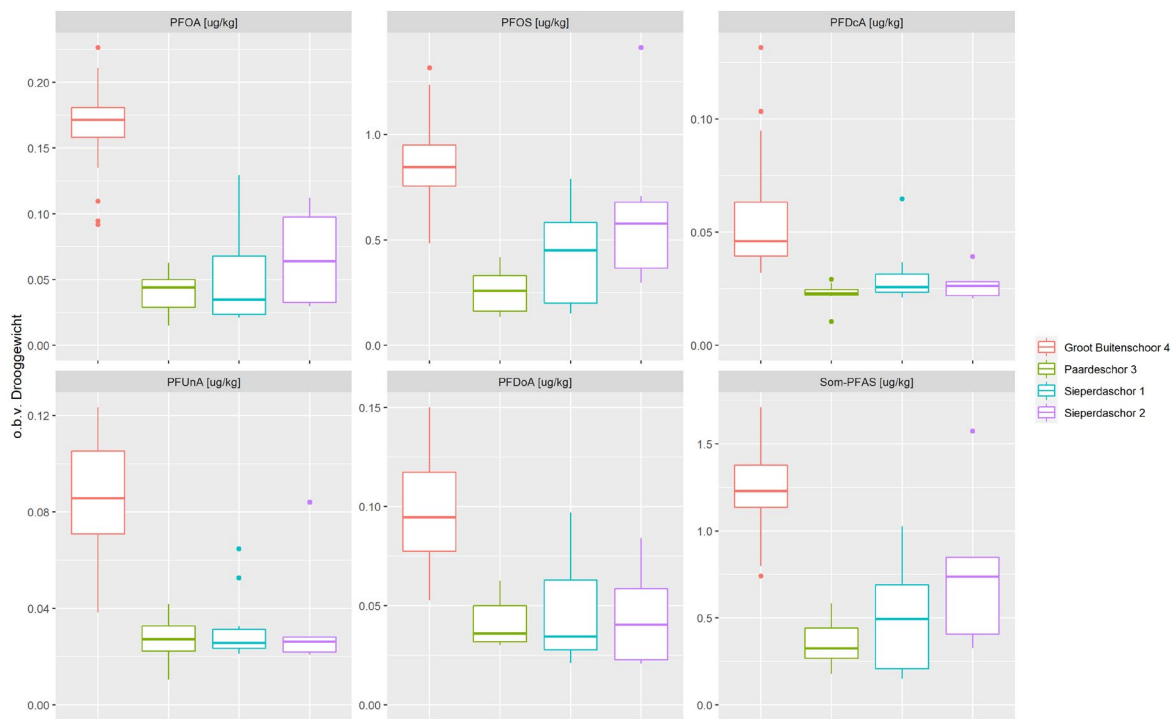 PFOA [ug/kg]
PFOS [ug/kg]
PFDcA [ug/kg]
0.20
0.15
0.10
0.05
0.00
1.0
0.5
0.0
0.10
0.05
0.00
PFUnA [ug/kg]
PFDoA [ug/kg]
Som-PFAS [ug/kg]
0.12
0.08
0.04
0.00
0.15
0.10
0.05
0.00
1.5
1.0
0.5
0.0
o.b.v. Drooggewicht
Groot Buitenschoor 4
Paardeschor 3
Sieperdaschor 1
Sieperdaschor 2